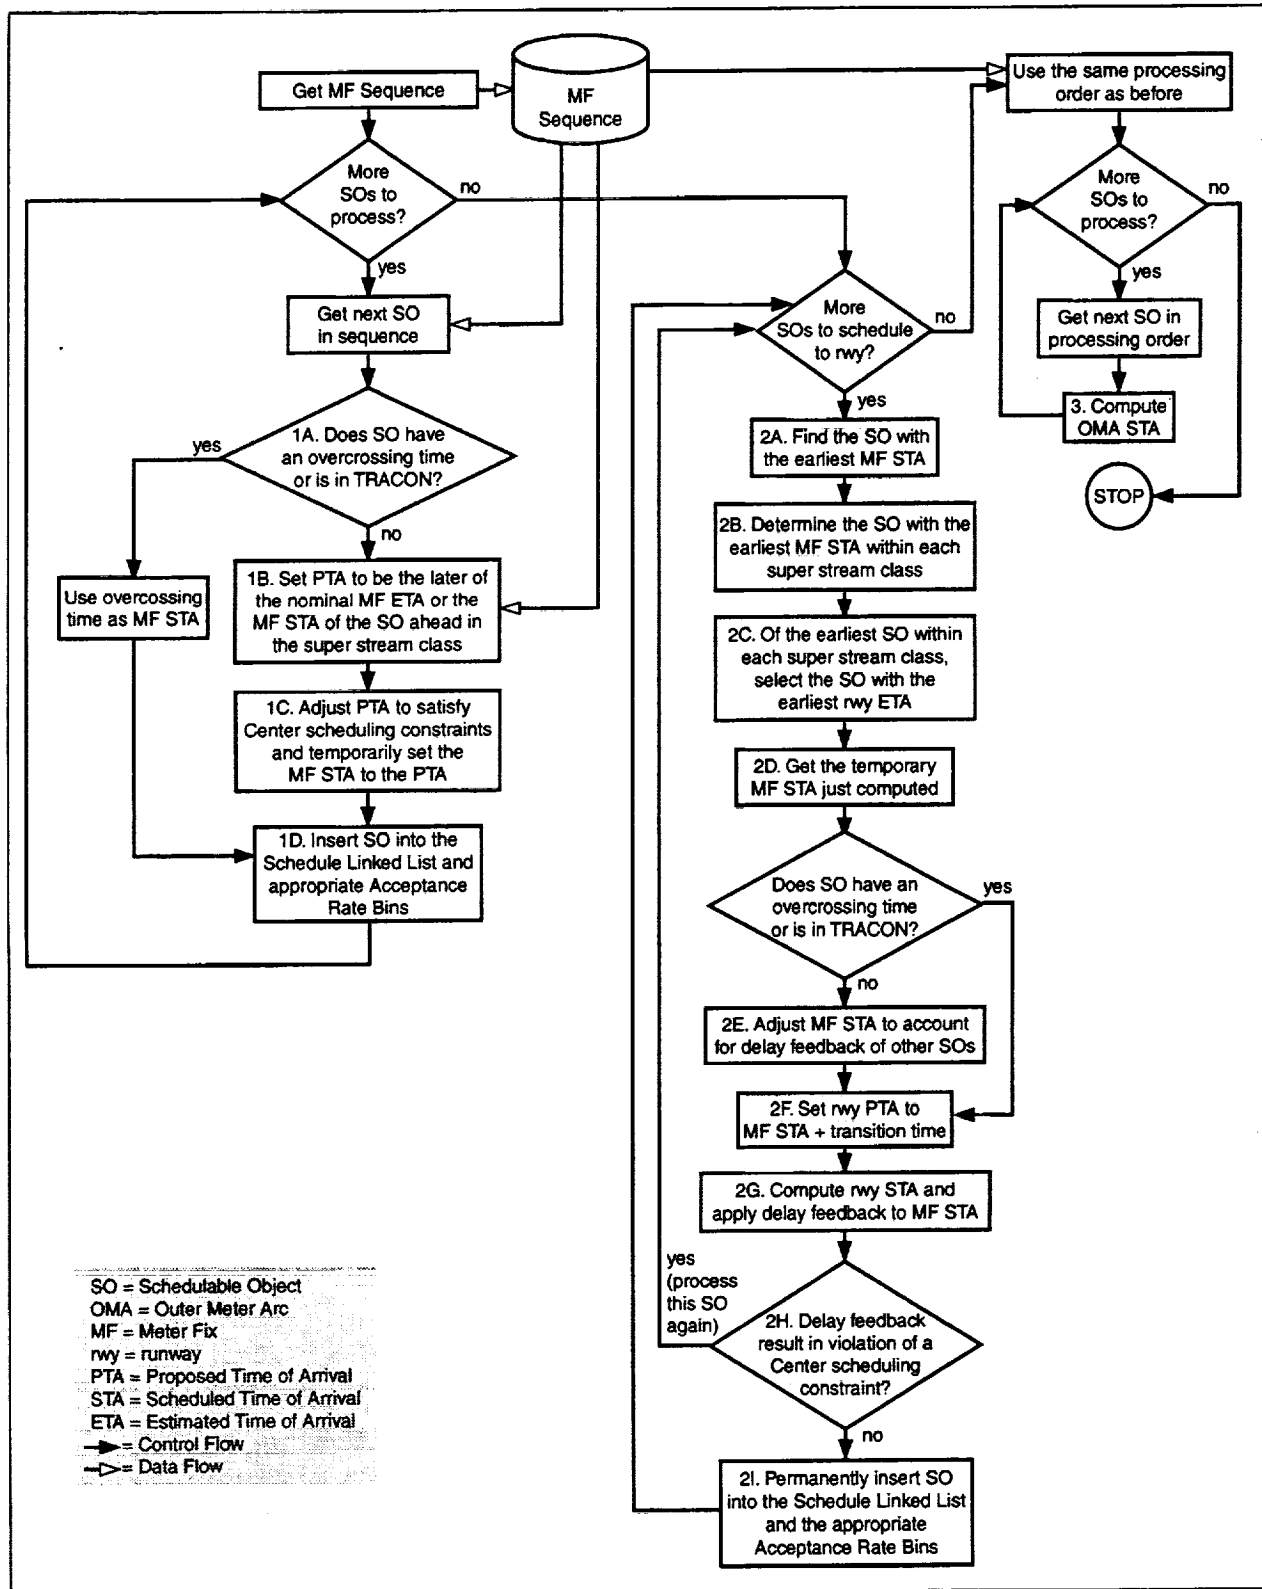 Get MF Sequence
MF
Sequence
More
SOs to
process?
no
yes
Get next SO
in sequence
1A. Does SO have
an overcrossing time
or is in TRACON?
yes
no
Use overcossing
time as MF STA
1B. Set PTA to be the later of
the nominal MF ETA or the
MF STA of the SO ahead in
the super stream class
1C. Adjust PTA to satisfy
Center scheduling constraints
and temporarily set the
MF STA to the PTA
1D. Insert SO into the
Schedule Linked List and
appropriate Acceptance
Rate Bins
More
SOs to schedule
to rwy?
no
yes
2A. Find the SO with
the earliest MF STA
2B. Determine the SO with the
earliest MF STA within each
super stream class
2C. Of the earliest SO within
each super stream class,
select the SO with the
earliest rwy ETA
2D. Get the temporary
MF STA just computed
Does SO have an
overcrossing time
or is in TRACON?
yes
no
2E. Adjust MF STA to account
for delay feedback of other SOs
2F. Set rwy PTA to
MF STA + transition time
2G. Compute rwy STA and
apply delay feedback to MF STA
yes
(process
this SO
again)
2H. Delay feedback
result in violation of a
Center scheduling
constraint?
no
2I. Permanently insert SO
into the Schedule Linked List
and the appropriate
Acceptance Rate Bins
Use the same processing
order as before
More
SOs to
process?
no
yes
Get next SO in
processing order
3. Compute
OMA STA
STOP
SO = Schedulable Object
OMA = Outer Meter Arc
MF = Meter Fix
rwy = runway
PTA = Proposed Time of Arrival
STA = Scheduled Time of Arrival
ETA = Estimated Time of Arrival
= Control Flow
= Data Flow